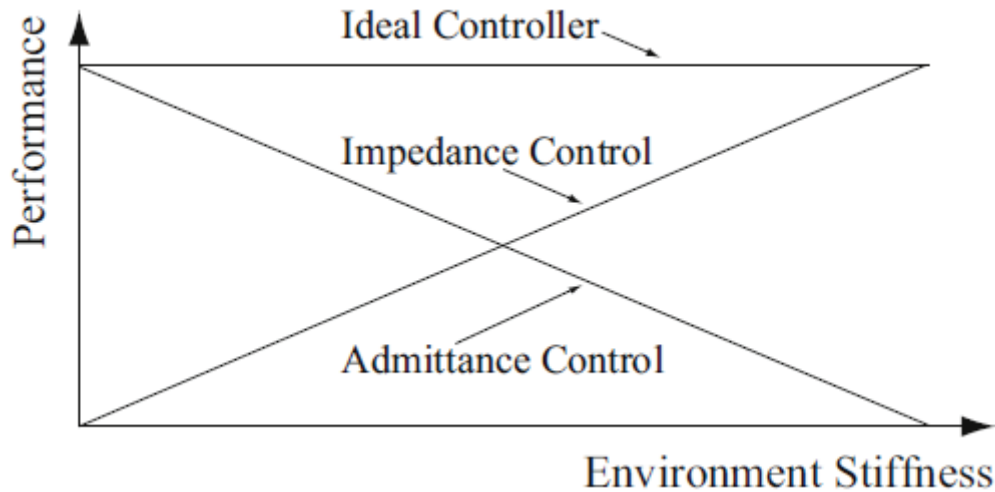 Ideal Controller
Performance
Impedance Control
Admittance Control
Environment Stiffness